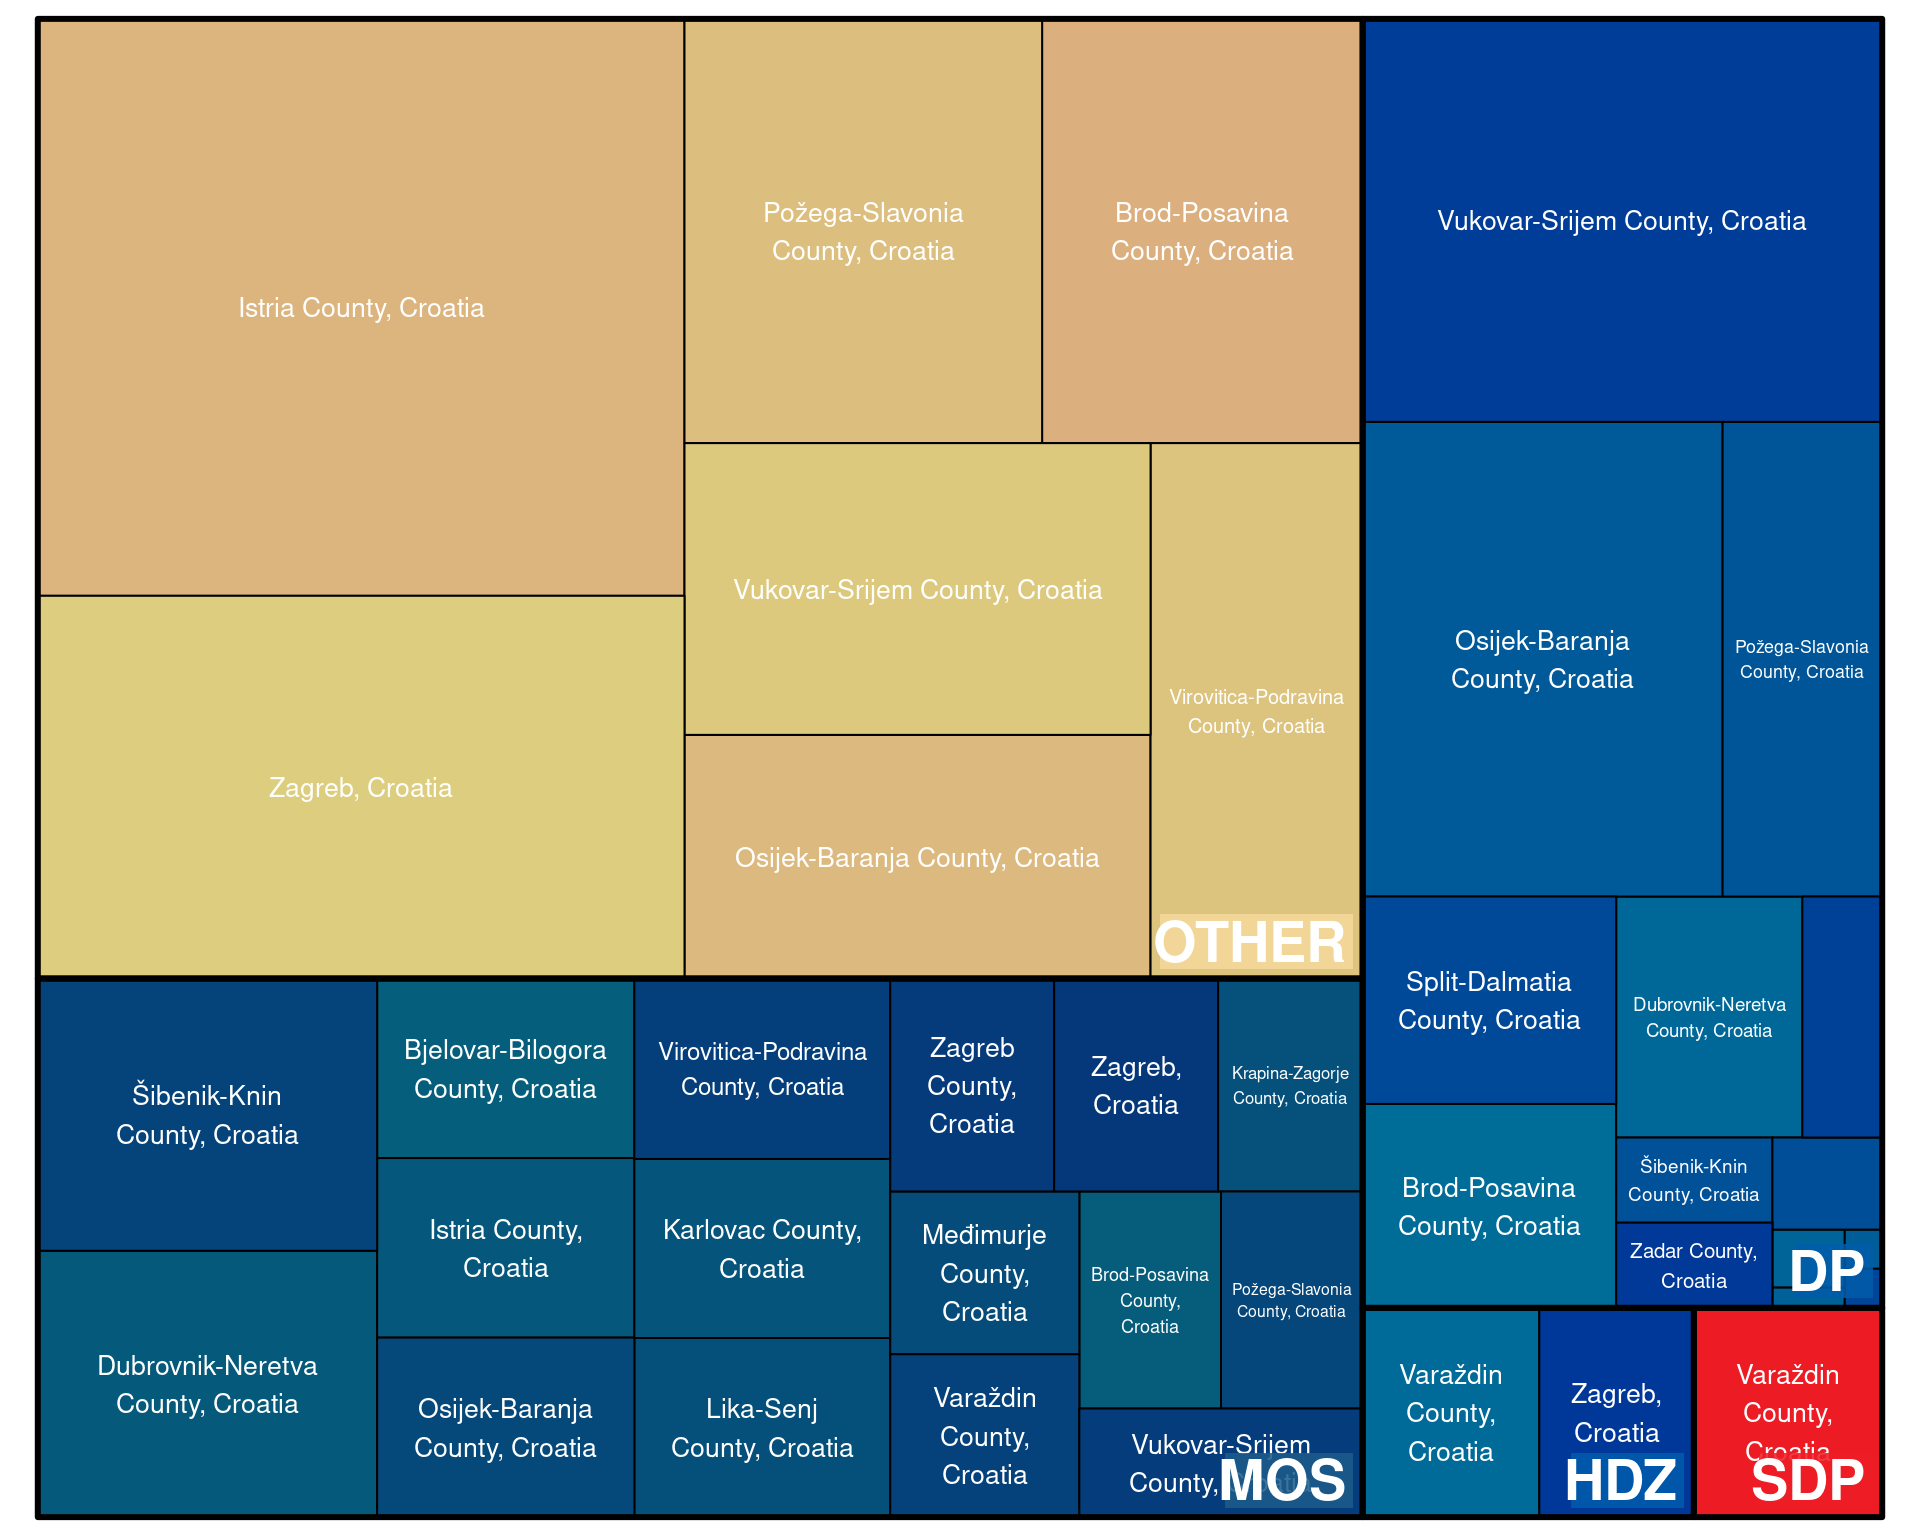 Istria County, Croatia
Požega-Slavonia
County, Croatia
Brod-Posavina
County, Croatia
Zagreb, Croatia
Vukovar-Srijem County, Croatia
Osijek-Baranja County, Croatia
Virovitica-Podravina
County, Croatia
OTHER
Vukovar-Srijem County, Croatia
Osijek-Baranja
County, Croatia
Požega-Slavonia
County, Croatia
Split-Dalmatia
County, Croatia
Dubrovnik-Neretva
County, Croatia
Brod-Posavina
County, Croatia
Šibenik-Knin
County, Croatia
Zadar County,
Croatia
DP
Šibenik-Knin
County, Croatia
Dubrovnik-Neretva
County, Croatia
Bjelovar-Bilogora
County, Croatia
Istria County,
Croatia
Osijek-Baranja
County, Croatia
Virovitica-Podravina
County, Croatia
Karlovac County,
Croatia
Lika-Senj
County, Croatia
Zagreb
County,
Croatia
Zagreb,
Croatia
Krapina-Zagorje
County, Croatia
Međimurje
County,
Croatia
Varaždin
County,
Croatia
Brod-Posavina
County,
Croatia
Požega-Slavonia
County, Croatia
Vukovar-Srijem
County, Croatia
MOS
Varaždin
County,
Croatia
Zagreb,
Croatia
HDZ
Varaždin
County,
Croatia
SDP